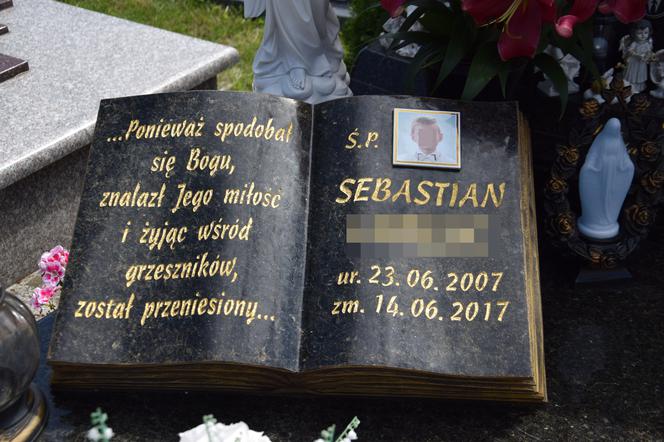 ...Ponieważ spodobał
się Bogu,
znalazł Jego miłość
i żyjąc wśród
grzeszników,
został przeniesiony...
Ś.P.
SEBASTIAN
ur. 23.06.2007
zm. 14.06.2017